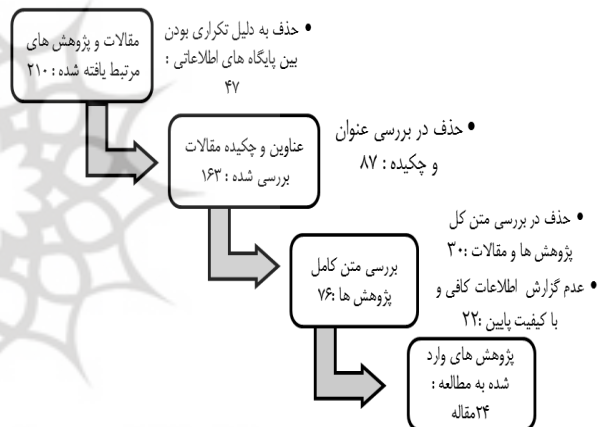 مقالات و پژوهش های
مرتبط یافته شده : ۲۱۰
• حذف به دلیل تکراری بودن
بین پایگاه های اطلاعاتی :
۴۷
عناوین و چکیده مقالات
بررسی شده : ۱۶۳
• حذف در بررسی عنوان
و چکیده : ۸۷
بررسی متن کامل
پژوهش ها :۷۶
• حذف در بررسی متن کل
پژوهش ها و مقالات :۳۰
• عدم گزارش اطلاعات کافی و
با کیفیت پایین :۲۲
پژوهش های وارد
شده به مطالعه :
۲۴مقاله